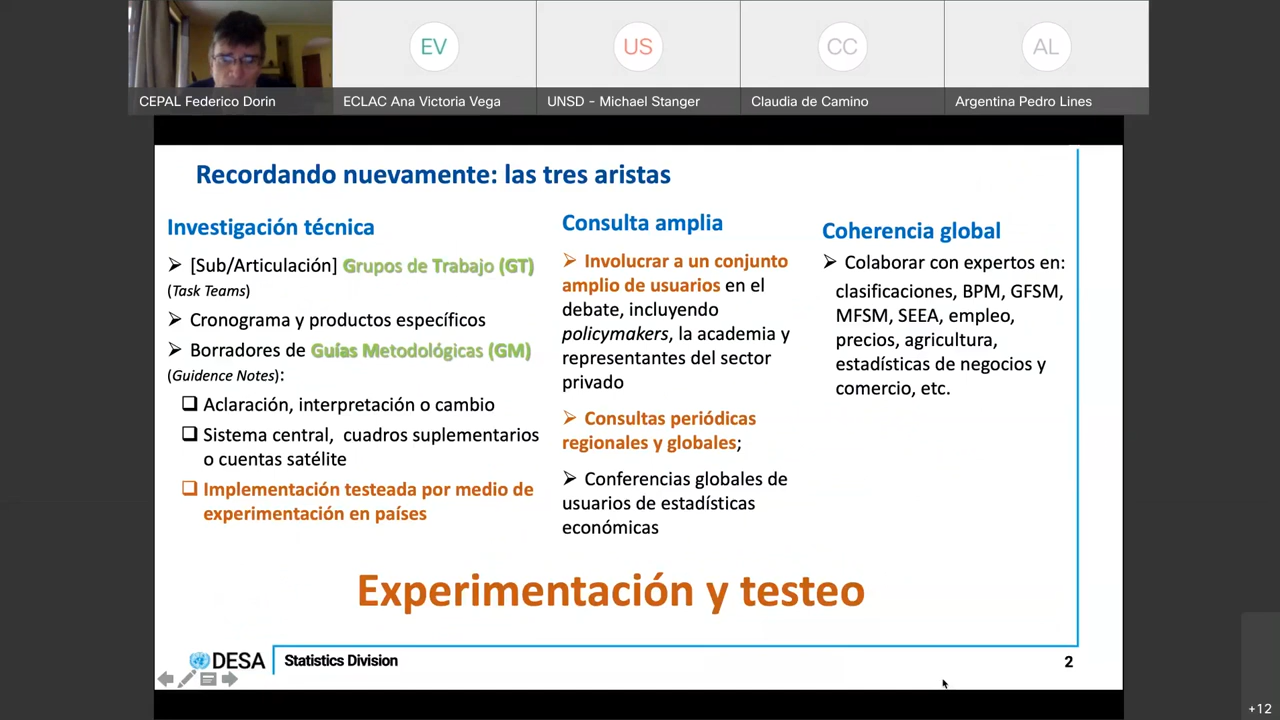 EV
US
CC
AL
CEPAL Federico Dorin
ECLAC Ana Victoria Vega
UNSD - Michael Stanger
Claudia de Camino
Argentina Pedro Lines
Recordando nuevamente: las tres aristas
Investigación técnica
[Sub/Articulación] Grupos de Trabajo (GT)
(Task Teams)
Cronograma y productos específicos
Borradores de Guías Metodológicas (GM)
(Guidence Notes):
Aclaración, interpretación o cambio
Sistema central, cuadros suplementarios
o cuentas satélite
Implementación testeada por medio de
experimentación en países
Consulta amplia
Involucrar a un conjunto
amplio de usuarios en el
debate, incluyendo
policymakers, la academia y
representantes del sector
privado
Consultas periódicas
regionales y globales;
Conferencias globales de
usuarios de estadísticas
económicas
Coherencia global
Colaborar con expertos en:
clasificaciones, BPM, GFSM,
MFSM, SEEA, empleo,
precios, agricultura,
estadísticas de negocios y
comercio, etc.
Experimentación y testeo
DESA
Statistics Division
2
+12